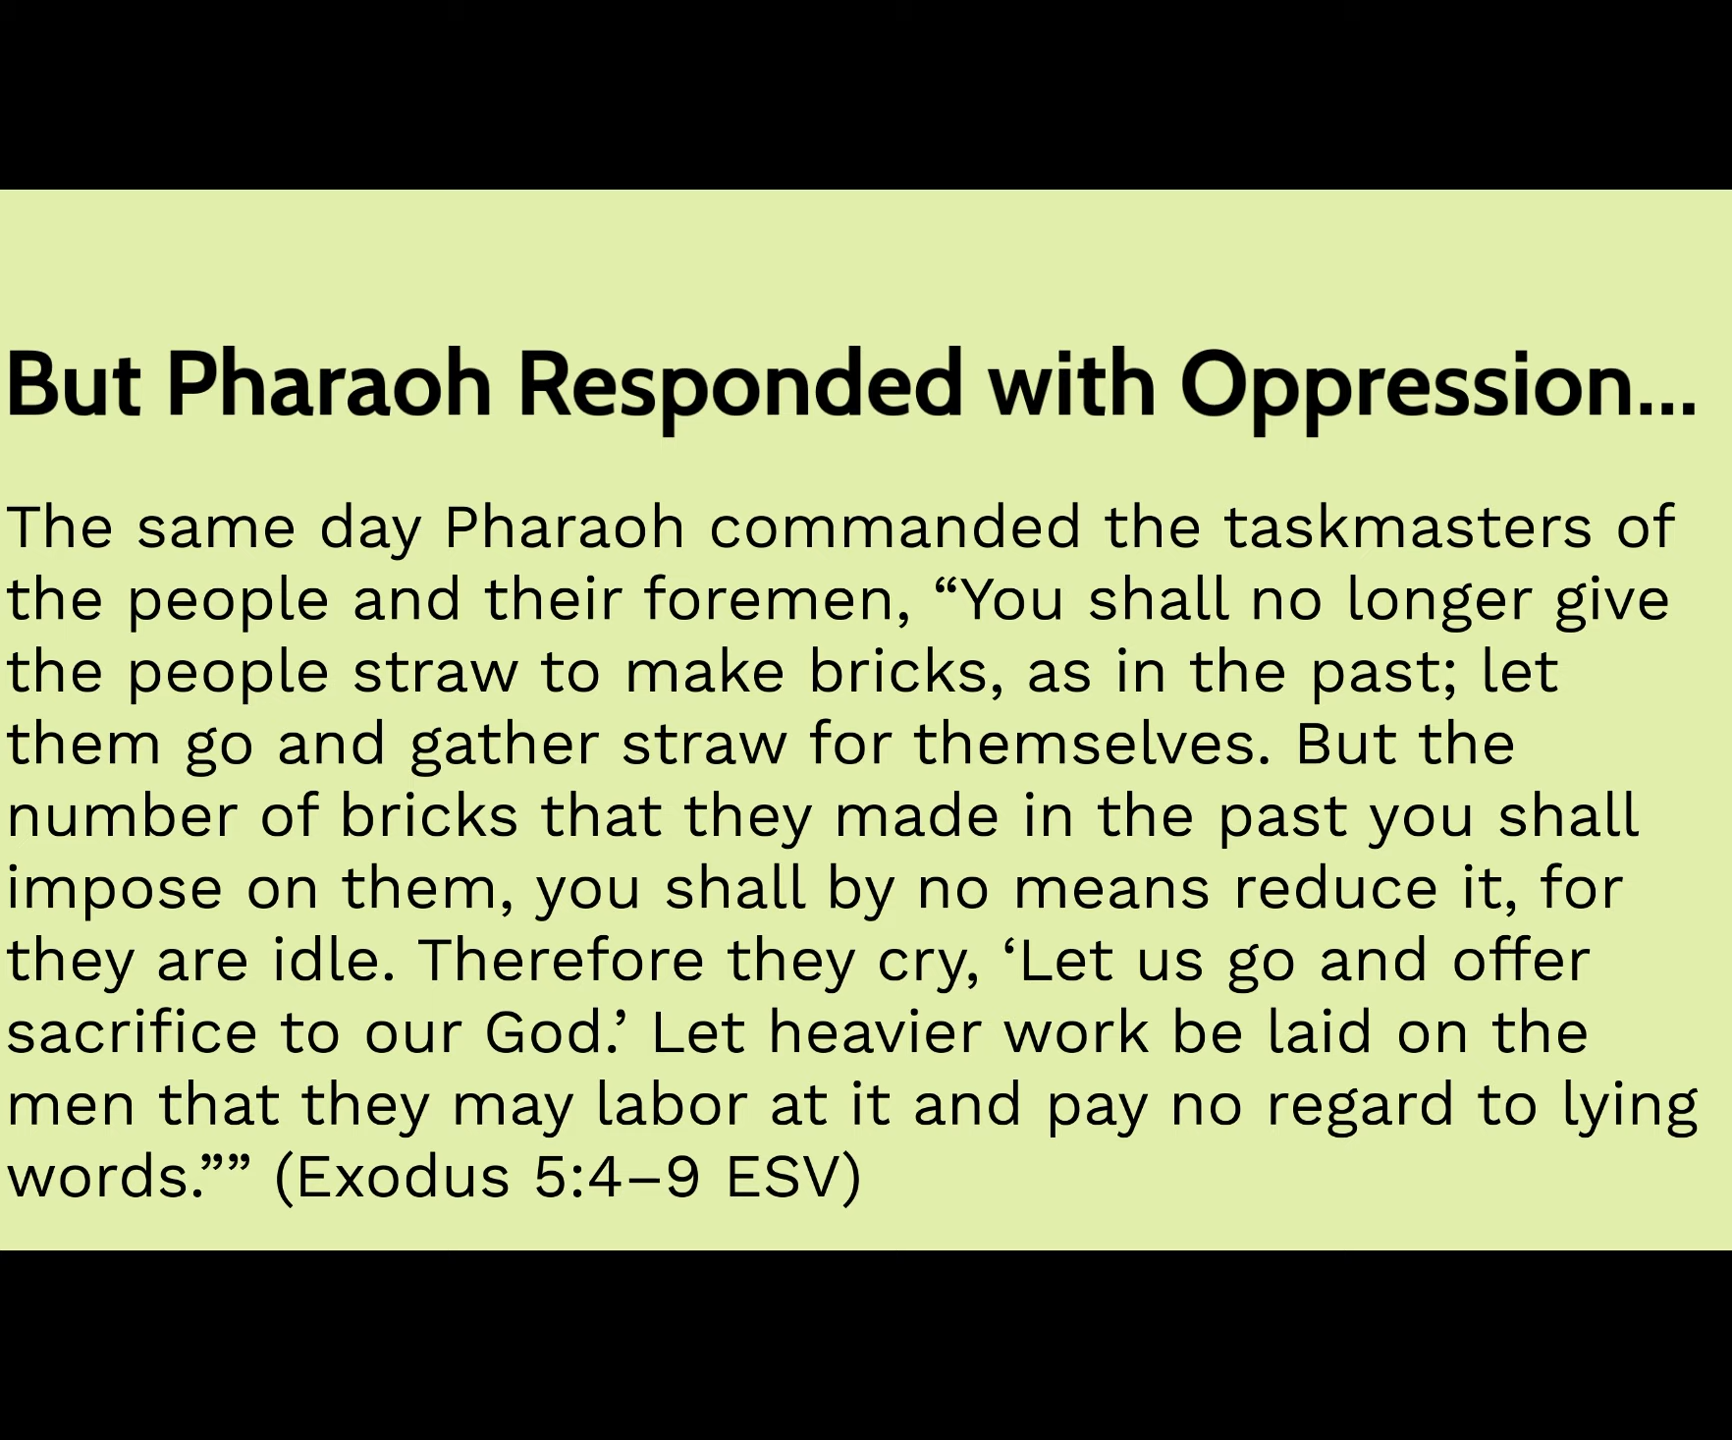 But Pharaoh Responded with Oppression...
The same day Pharaoh commanded the taskmasters of
the people and their foremen, “You shall no longer give
the people straw to make bricks, as in the past; let
them go and gather straw for themselves. But the
number of bricks that they made in the past you shall
impose on them, you shall by no means reduce it, for
they are idle. Therefore they cry, ‘Let us go and offer
sacrifice to our God.’ Let heavier work be laid on the
men that they may labor at it and pay no regard to lying
words.”” (Exodus 5:4–9 ESV)